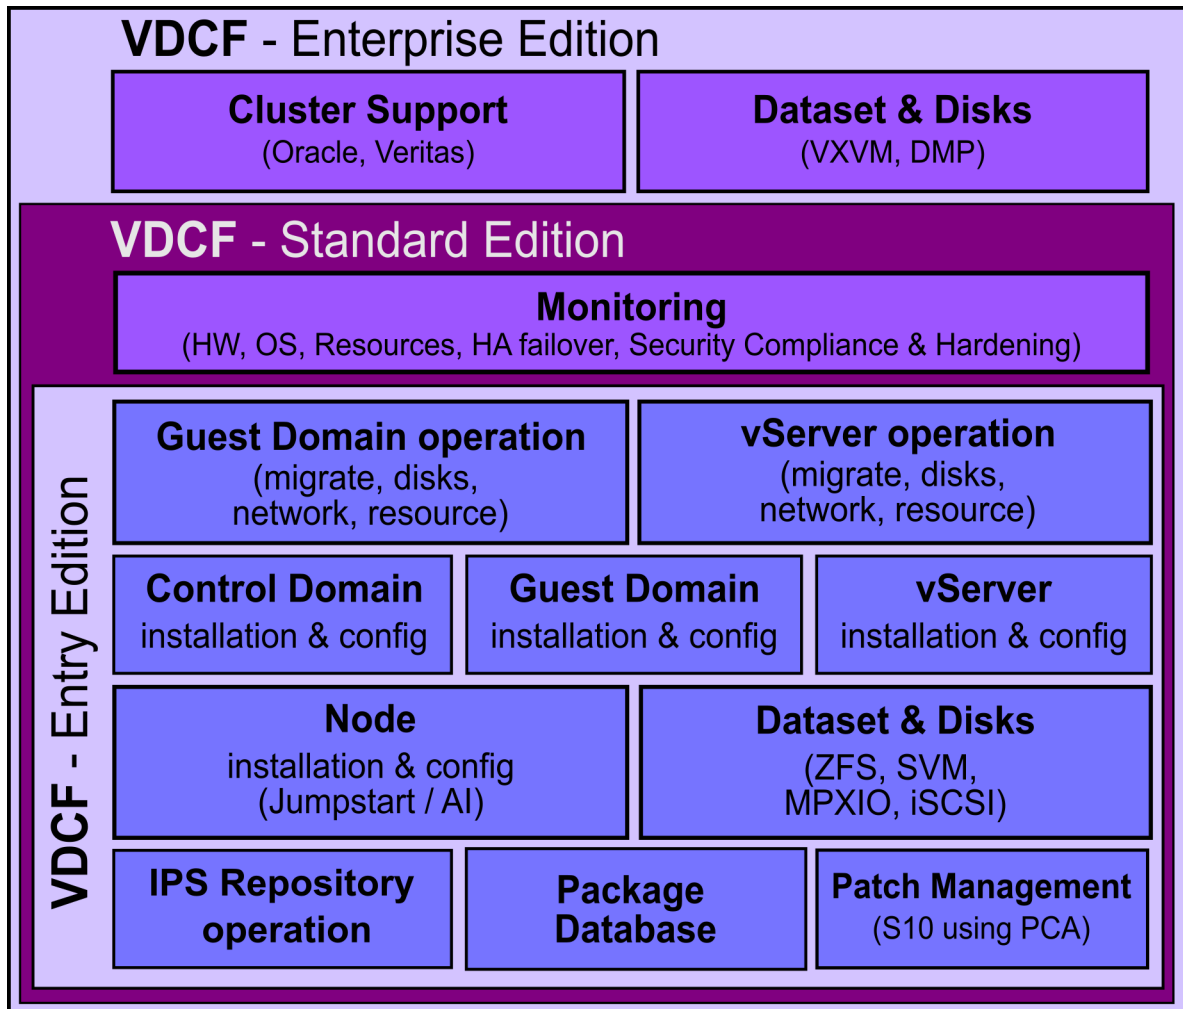 VDCF - Enterprise Edition
Cluster Support
(Oracle, Veritas)
Dataset & Disks
(VXVM, DMP)
VDCF - Standard Edition
Monitoring
(HW, OS, Resources, HA failover, Security Compliance & Hardening)
VDCF - Entry Edition
Guest Domain operation
(migrate, disks,
network, resource)
vServer operation
(migrate, disks,
network, resource)
Control Domain
installation & config
Guest Domain
installation & config
vServer
installation & config
Node
installation & config
(Jumpstart / AI)
Dataset & Disks
(ZFS, SVM,
MPXIO, iSCSI)
IPS Repository
operation
Package
Database
Patch Management
(S10 using PCA)